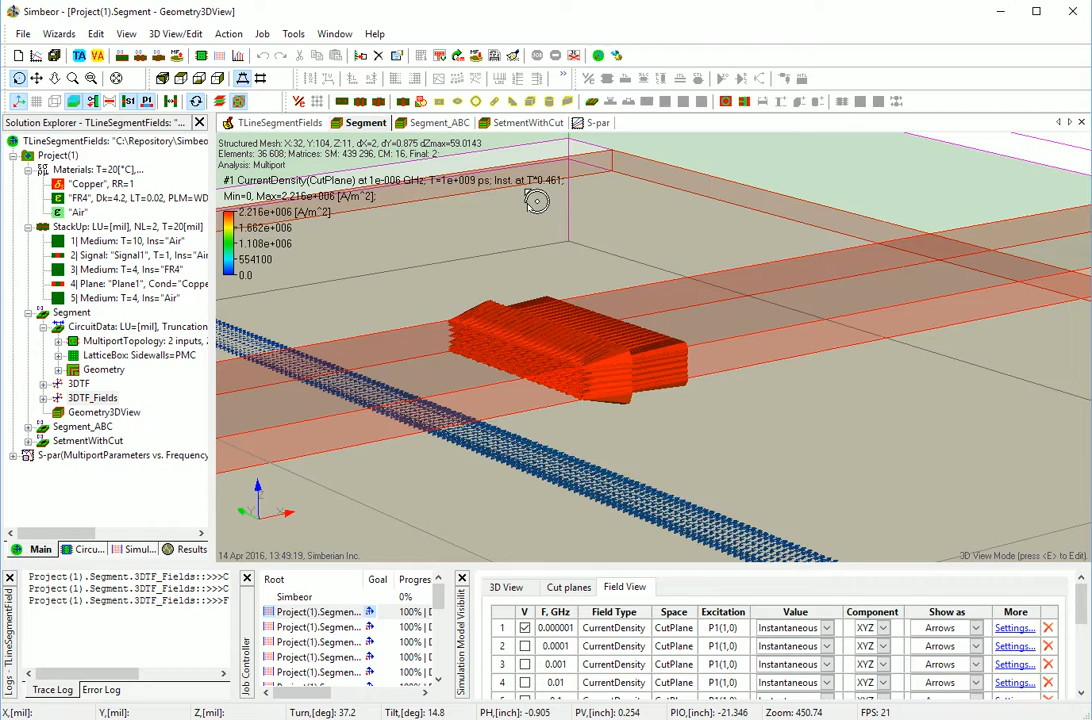 Simbeor - [Project(1).Segment - Geometry3DView]
File Wizards Edit View 3D View/Edit Action Job Tools Window Help
Solution Explorer - TLineSegmentFields: "...
TLineSegmentFields: "C:\Repository\Simbeo
Project(1)
Materials: T=20[°C],...
"Copper", RR=1
"FR4", Dk=4.2, LT=0.02, PLM=WD
"Air"
StackUp: LU=[mil], NL=2, T=20[m
1| Medium: T=10, Ins="Air"
2| Signal: "Signal1", T=1, Ins="A
3| Medium: T=4, Ins="FR4"
4| Plane: "Plane1", Cond="Coppe
5| Medium: T=4, Ins="Air"
Segment
CircuitData: LU=[mil], Truncation
MultiportTopology: 2 inputs, 2
LatticeBox: Sidewalls=PMC
Geometry
3DTF
3DTF_Fields
Geometry3DView
Segment_ABC
SetmentWithCut
S-par(MultiportParameters vs. Frequency
Main Circu... Simul... Results
TLineSegmentFields Segment Segment_ABC SetmentWithCut S-par
Structured Mesh: X:32, Y:104, Z:11, dX=2, dY=0.875 dZmax=59.0143
Elements: 36 608; Matrices: SM: 439 296, CM: 16, Final: 2;
Analysis: Multiport
#1 CurrentDensity(CutPlane) at 1e-006 GHz, T=1e+009 ps; Inst. at T*0.461;
Min=0, Max=2.216e+006 [A/m^2];
2.216e+006 [A/m^2]
1.662e+006
1.108e+006
554100
0.0
14 Apr 2016, 13:49:19, Simberian Inc.
3D View Mode (press <E> to Edit).
Logs - TLineSegmentField
Project(1).Segment.3DTF_Fields::>>>C
Project(1).Segment.3DTF_Fields::>>>C
Project(1).Segment.3DTF_Fields::>>>F
Trace Log Error Log
Job Controller
Root Goal Progres
Simbeor 0%
Project(1).Segmen... 100% | D
Project(1).Segmen... 100% | D
Project(1).Segmen... 100% | D
Project(1).Segmen... 100% | D
Project(1).Segmen... 100% | D
Simulation Model Visibilit
3D View Cut planes Field View
V F, GHz Field Type Space Excitation Value Component Show as More
1 0.000001 CurrentDensity CutPlane P1(1,0) Instantaneous XYZ Arrows Settings...
2 0.0001 CurrentDensity CutPlane P1(1,0) Instantaneous XYZ Arrows Settings...
3 0.001 CurrentDensity CutPlane P1(1,0) Instantaneous XYZ Arrows Settings...
4 0.01 CurrentDensity CutPlane P1(1,0) Instantaneous XYZ Arrows Settings...
X,[mil]: Y,[mil]: Z,[mil]: Turn,[deg]: 37.2 Tilt,[deg]: 14.8 PH,[inch]: -0.905 PV,[inch]: 0.254 PIO,[inch]: -21.346 Zoom: 450.74 FPS: 21